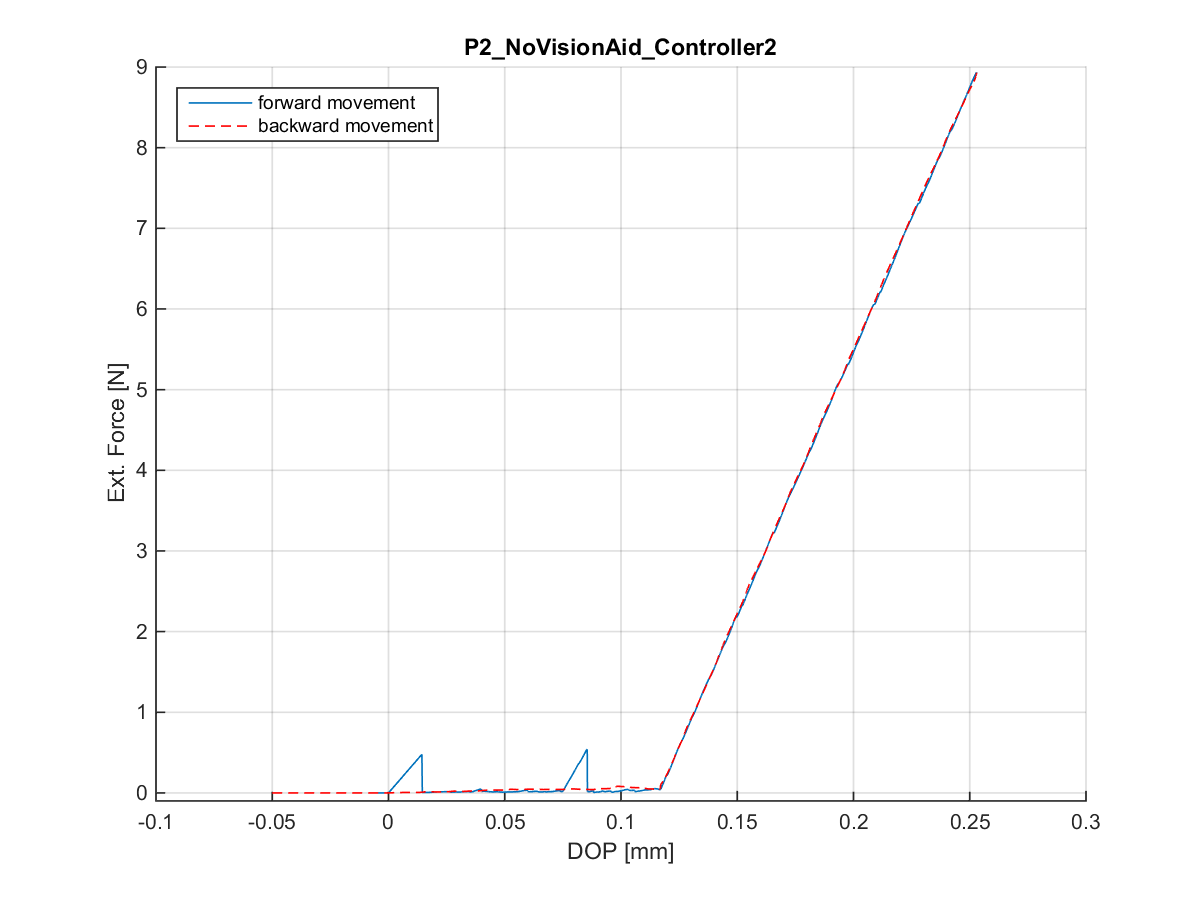 P2_NoVisionAid_Controller2
forward movement
backward movement
Ext. Force [N]
9
8
7
6
5
4
3
2
1
0
-0.1 -0.05 0 0.05 0.1 0.15 0.2 0.25 0.3
DOP [mm]